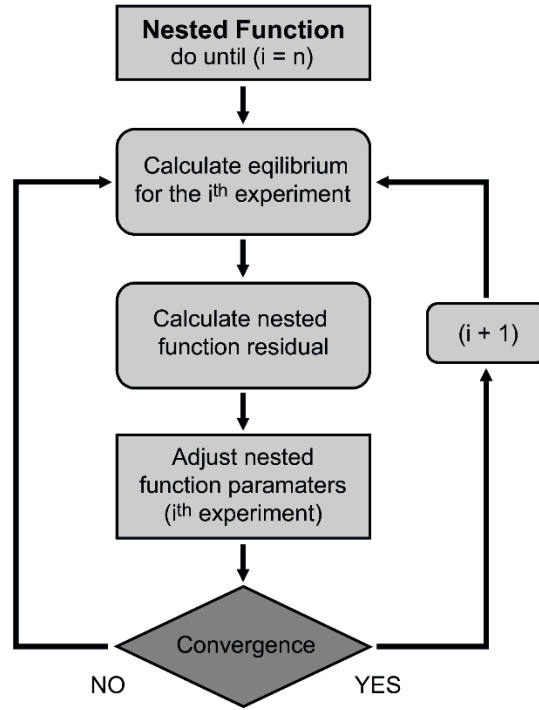 Nested Function
do until (i = n)
Calculate eqilibrium
for the iᵗʰ experiment
Calculate nested
function residual
(i + 1)
Adjust nested
function paramaters
(iᵗʰ experiment)
Convergence
NO
YES